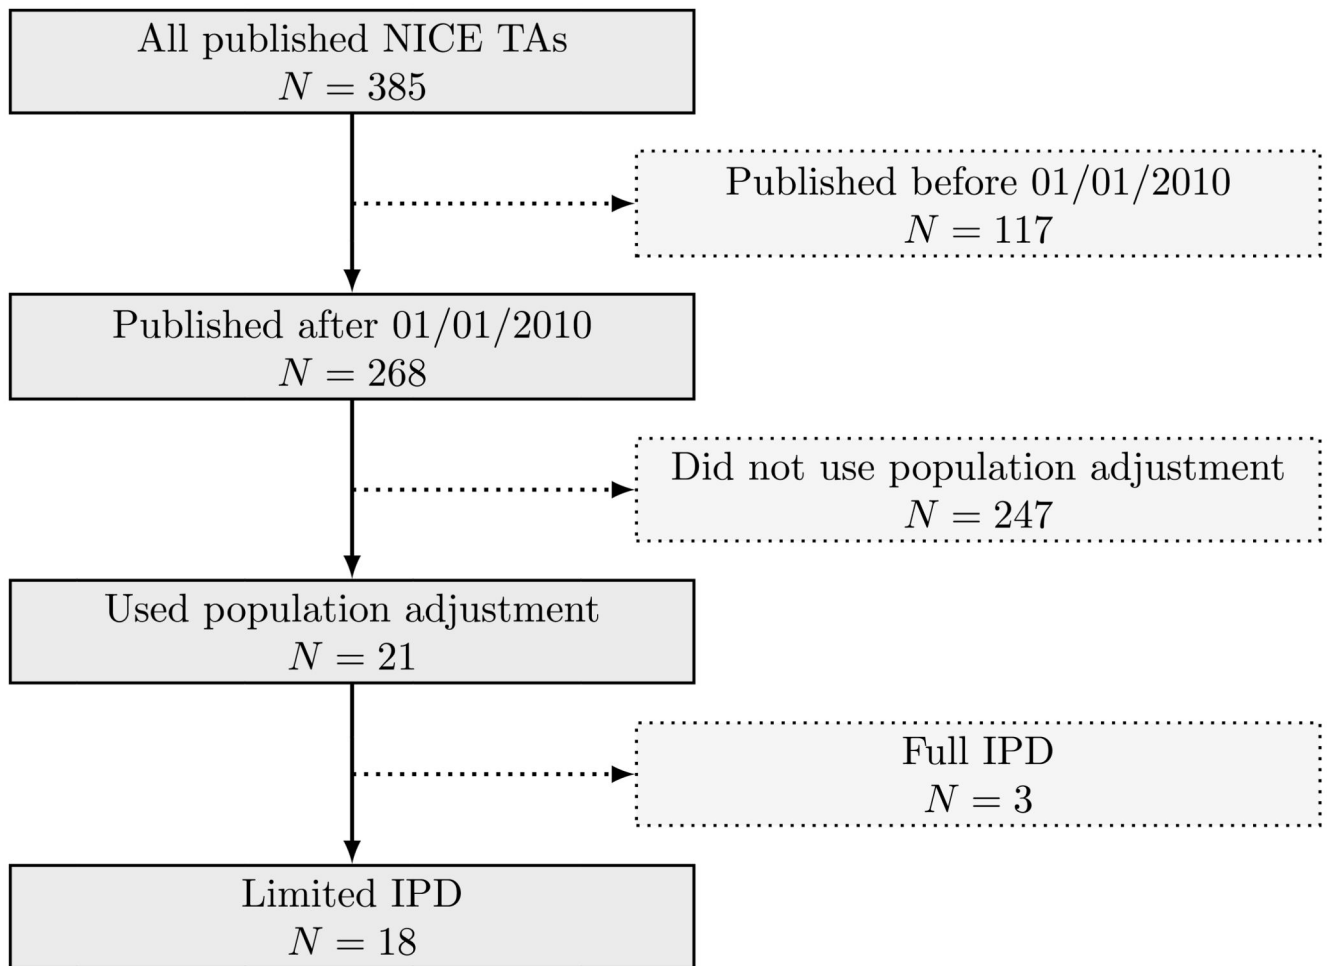 All published NICE TAs
N = 385
Published before 01/01/2010
N = 117
Published after 01/01/2010
N = 268
Did not use population adjustment
N = 247
Used population adjustment
N = 21
Full IPD
N = 3
Limited IPD
N = 18